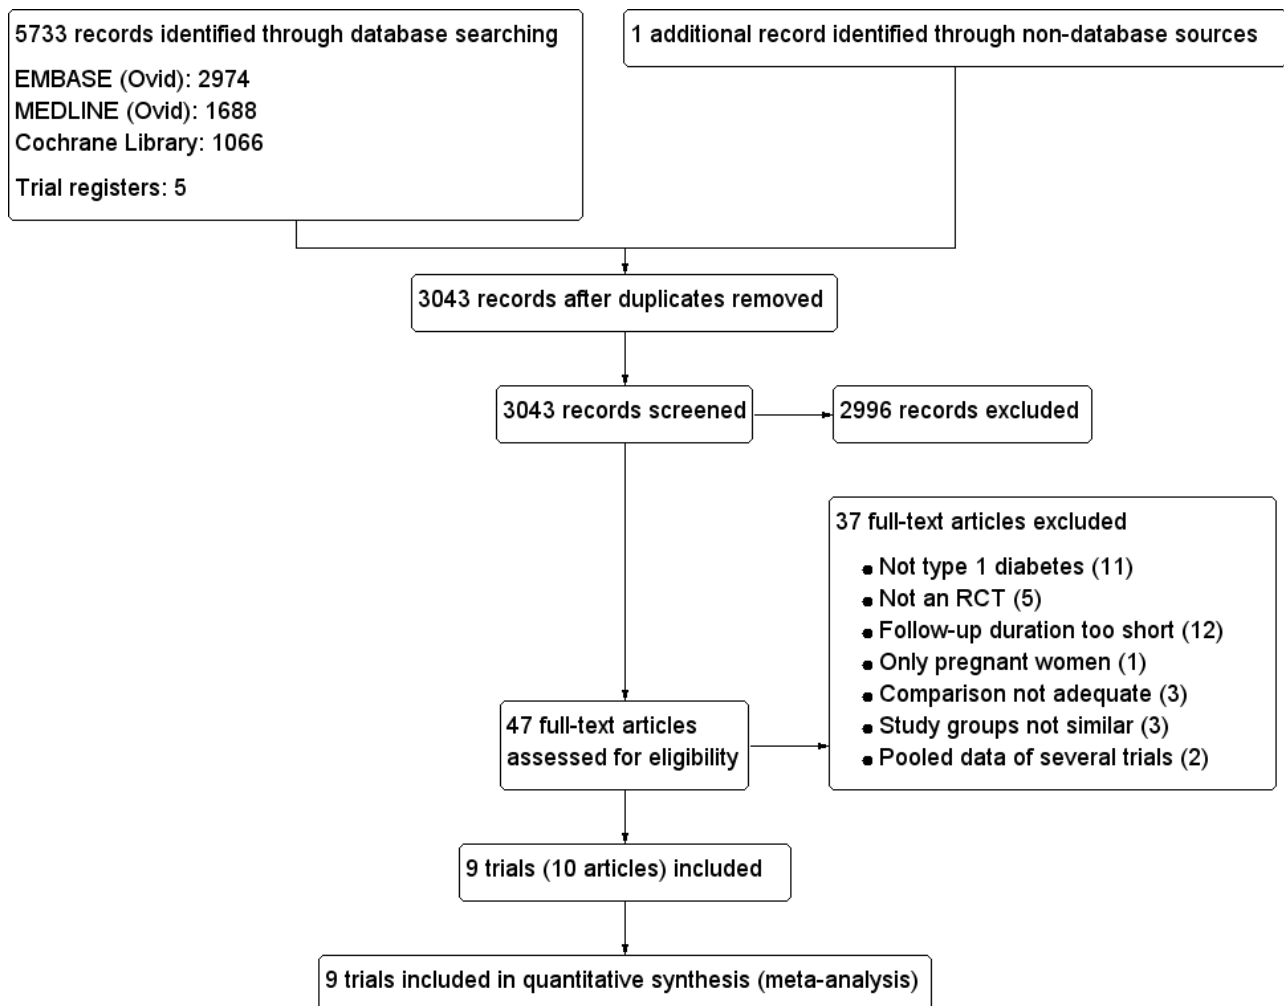 5733 records identified through database searching
EMBASE (Ovid): 2974
MEDLINE (Ovid): 1688
Cochrane Library: 1066
Trial registers: 5
1 additional record identified through non-database sources
3043 records after duplicates removed
3043 records screened
2996 records excluded
37 full-text articles excluded
● Not type 1 diabetes (11)
● Not an RCT (5)
● Follow-up duration too short (12)
● Only pregnant women (1)
● Comparison not adequate (3)
● Study groups not similar (3)
● Pooled data of several trials (2)
47 full-text articles
assessed for eligibility
9 trials (10 articles) included
9 trials included in quantitative synthesis (meta-analysis)